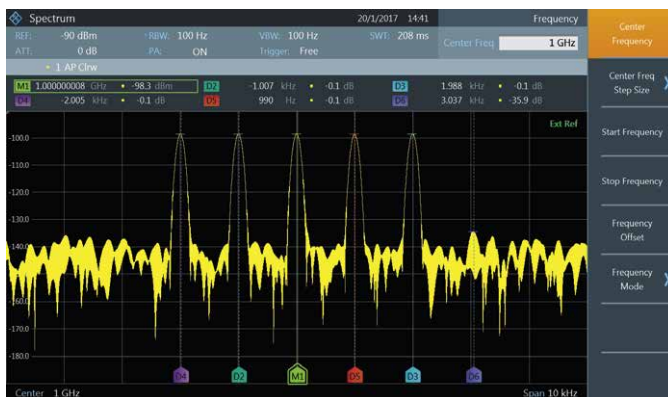 Spectrum 20/1/2017 14:41 Frequency
REF: -90 dBm RBW: 100 Hz VBW: 100 Hz SWT: 208 ms
ATT: 0 dB PA: ON Trigger: Free
Center Freq 1 GHz
1 AP Clrw
M1 1.000000008 GHz -98.3 dBm D2 -1.007 kHz -0.1 dB D3 1.988 kHz -0.1 dB
D4 -2.005 kHz -0.1 dB D5 990 Hz -0.1 dB D6 3.037 kHz -35.9 dB
Ext Ref
-100.0
-110.0
-120.0
-130.0
-140.0
-150.0
-160.0
-170.0
-180.0
D4 D2 M1 D5 D3 D6
Center 1 GHz Span 10 kHz
Center
Frequency
Center Freq
Step Size
Start Frequency
Stop Frequency
Frequency
Offset
Frequency
Mode